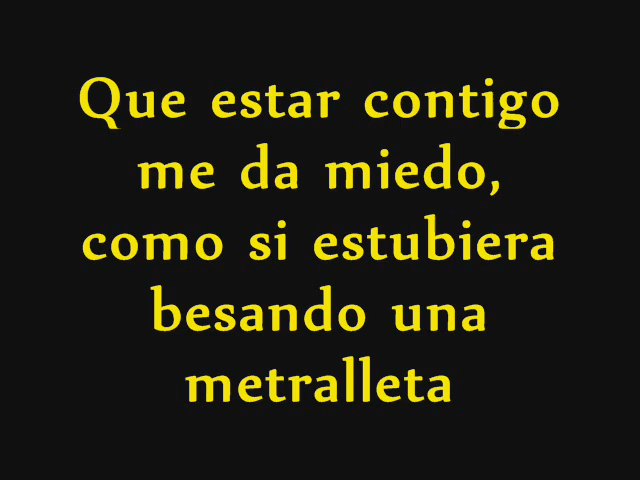 Que estar contigo
me da miedo,
como si estubiera
besando una
metralleta